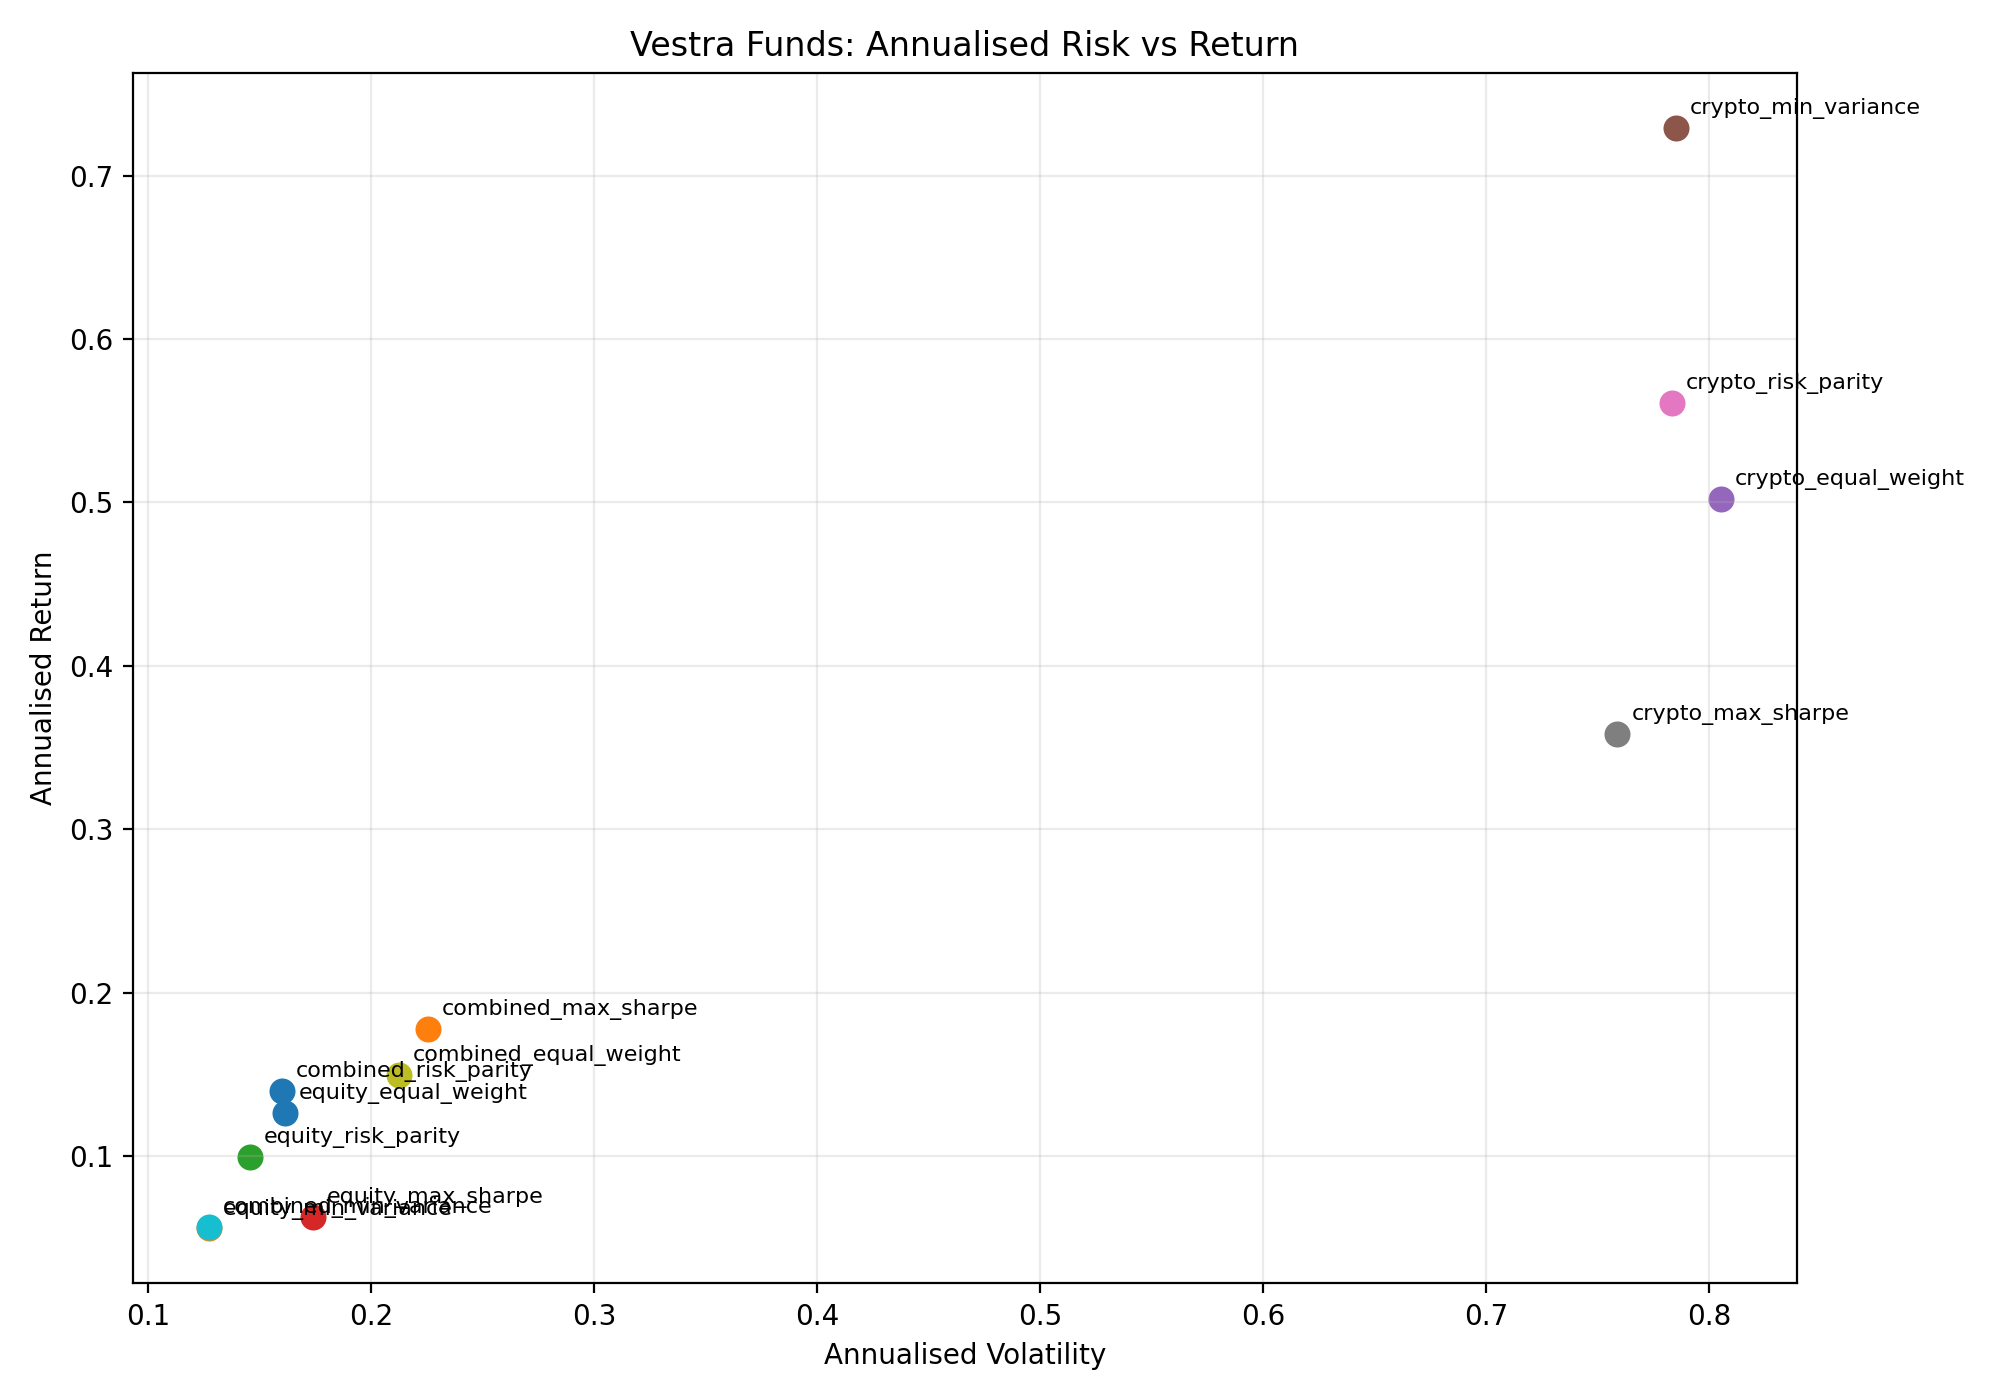 Vestra Funds: Annualised Risk vs Return
crypto_min_variance
0.7
crypto_risk_parity
0.6
crypto_equal_weight
0.5
Annualised Return
0.4
crypto_max_sharpe
0.3
0.2
combined_max_sharpe
combined_equal_weight
combined_risk_parity
equity_equal_weight
equity_risk_parity
0.1
equity_max_sharpe
combined_min_variance
equity_min_variance
0.1 0.2 0.3 0.4 0.5 0.6 0.7 0.8
Annualised Volatility